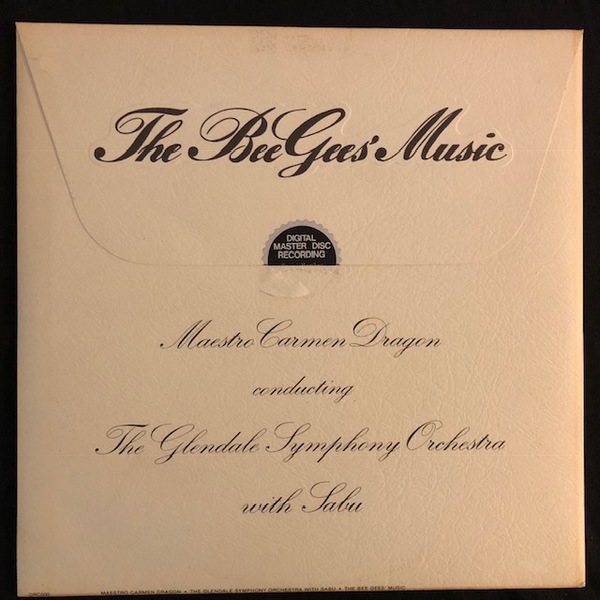 The Bee Gees' Music
DIGITAL
MASTER DISC
RECORDING
Maestro Carmen Dragon
conducting
The Glendale Symphony Orchestra
with Sabu
MAESTRO CARMEN DRAGON • THE GLENDALE SYMPHONY ORCHESTRA WITH SABU • THE BEE GEES' MUSIC